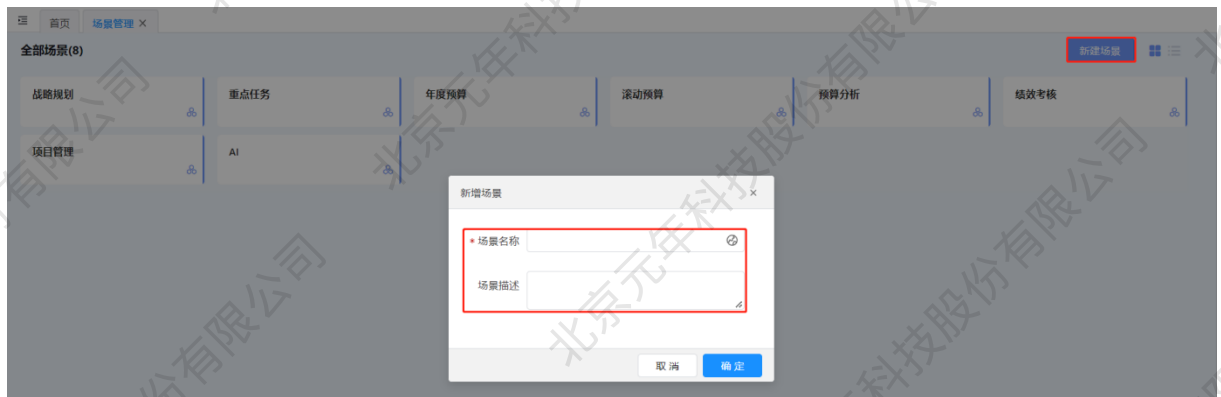 首页 场景管理 ×
全部场景(8) 新建场景
战略规划 重点任务 年度预算 滚动预算 预算分析 绩效考核
项目管理 AI
新增场景 ×
* 场景名称
场景描述
取消 确定
北京元年科技股份有限公司